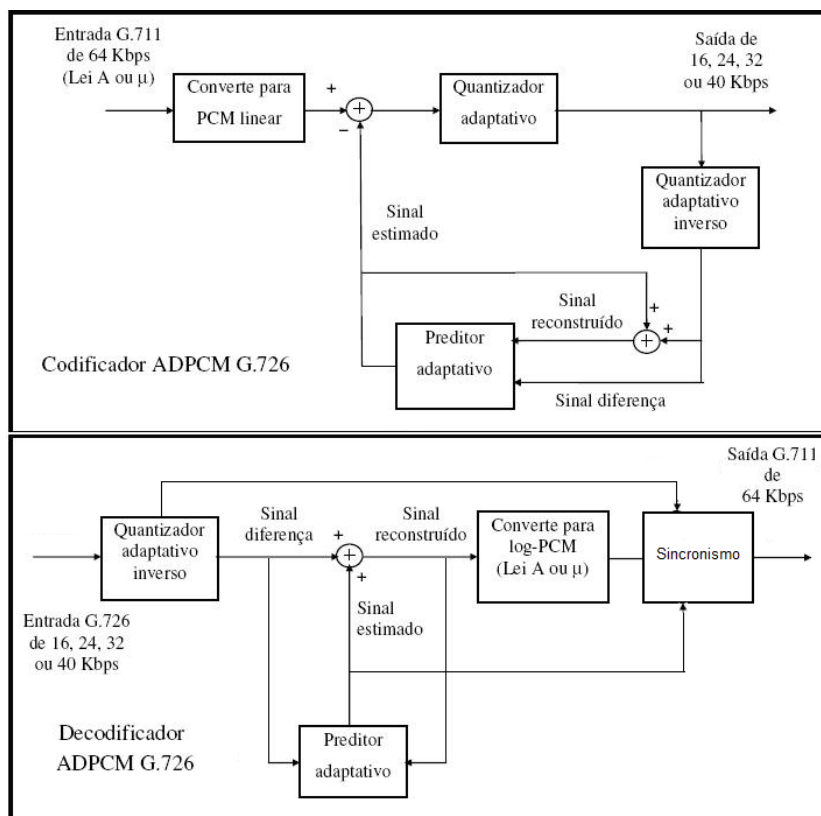 Entrada G.711
de 64 Kbps
(Lei A ou µ)
Converte para
PCM linear
+
+
−
Quantizador
adaptativo
Saída de
16, 24, 32
ou 40 Kbps
Quantizador
adaptativo
inverso
Sinal
estimado
Sinal
reconstruído
+
+
+
Preditor
adaptativo
Sinal diferença
Codificador ADPCM G.726
Saída G.711
de
64 Kbps
Quantizador
adaptativo
inverso
Sinal
diferença
+
+
+
Sinal
reconstruído
Converte para
log-PCM
(Lei A ou µ)
Sincronismo
Entrada G.726
de 16, 24, 32
ou 40 Kbps
Sinal
estimado
Decodificador
ADPCM G.726
Preditor
adaptativo